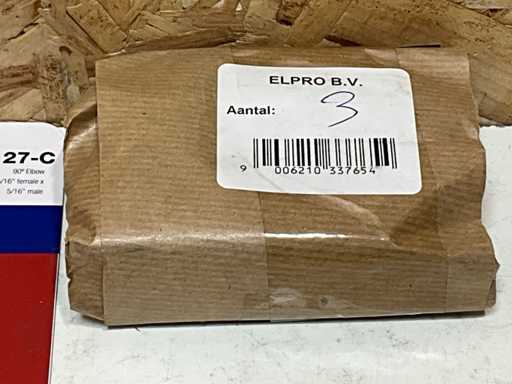 ELPRO B.V.
Aantal: 3
9 006210 337654
27-C
90° Elbow
/16" female x
5/16" male